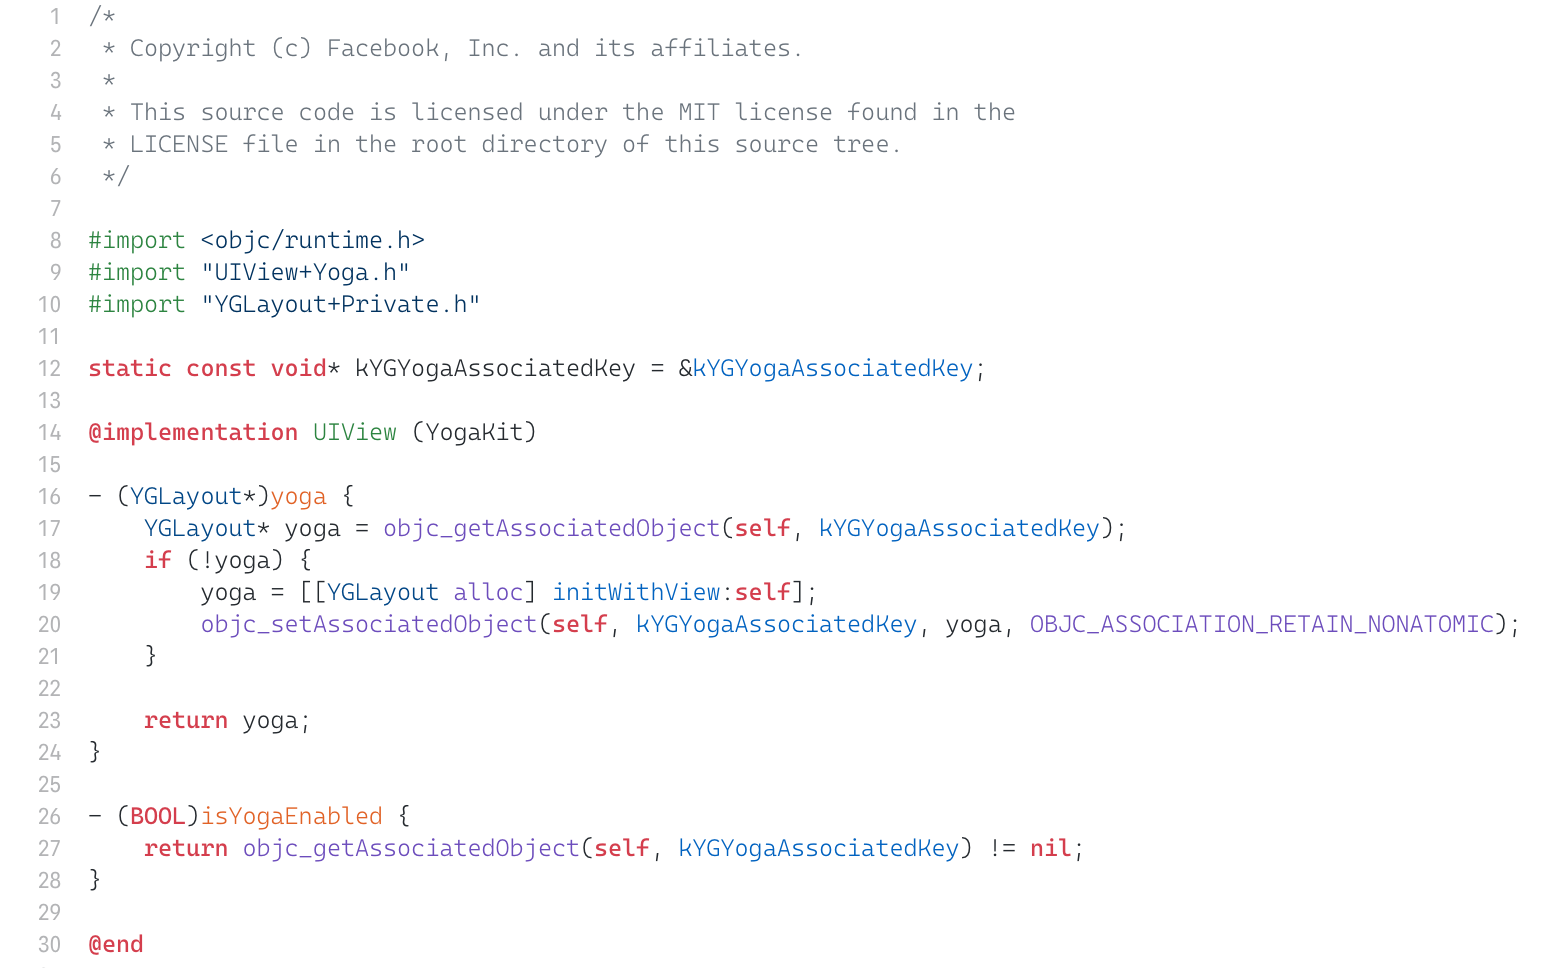 1 /*
2  * Copyright (c) Facebook, Inc. and its affiliates.
3  *
4  * This source code is licensed under the MIT license found in the
5  * LICENSE file in the root directory of this source tree.
6  */
7
8 #import <objc/runtime.h>
9 #import "UIView+Yoga.h"
10 #import "YGLayout+Private.h"
11
12 static const void* kYGYogaAssociatedKey = &kYGYogaAssociatedKey;
13
14 @implementation UIView (YogaKit)
15
16 - (YGLayout*)yoga {
17     YGLayout* yoga = objc_getAssociatedObject(self, kYGYogaAssociatedKey);
18     if (!yoga) {
19         yoga = [[YGLayout alloc] initWithView:self];
20         objc_setAssociatedObject(self, kYGYogaAssociatedKey, yoga, OBJC_ASSOCIATION_RETAIN_NONATOMIC);
21     }
22
23     return yoga;
24 }
25
26 - (BOOL)isYogaEnabled {
27     return objc_getAssociatedObject(self, kYGYogaAssociatedKey) != nil;
28 }
29
30 @end